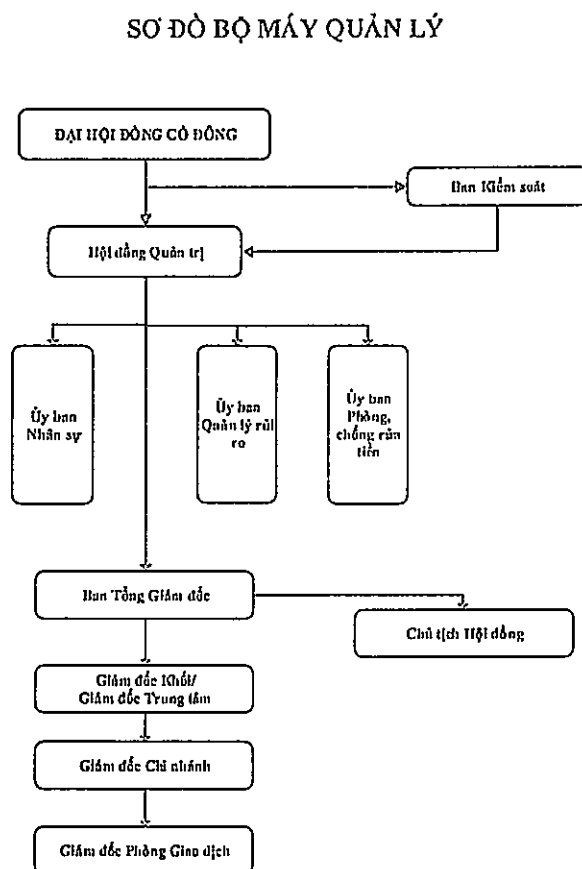 SƠ ĐỒ BỘ MÁY QUẢN LÝ
ĐẠI HỘI ĐỒNG CỔ ĐÔNG
Ban Kiểm soát
Hội đồng Quản trị
Ủy ban
Nhân sự
Ủy ban
Quản lý rủi
ro
Ủy ban
Phòng,
chống rửa
tiền
Ban Tổng Giám đốc
Chủ tịch Hội đồng
Giám đốc Khối/
Giám đốc Trung tâm
Giám đốc Chi nhánh
Giám đốc Phòng Giao dịch